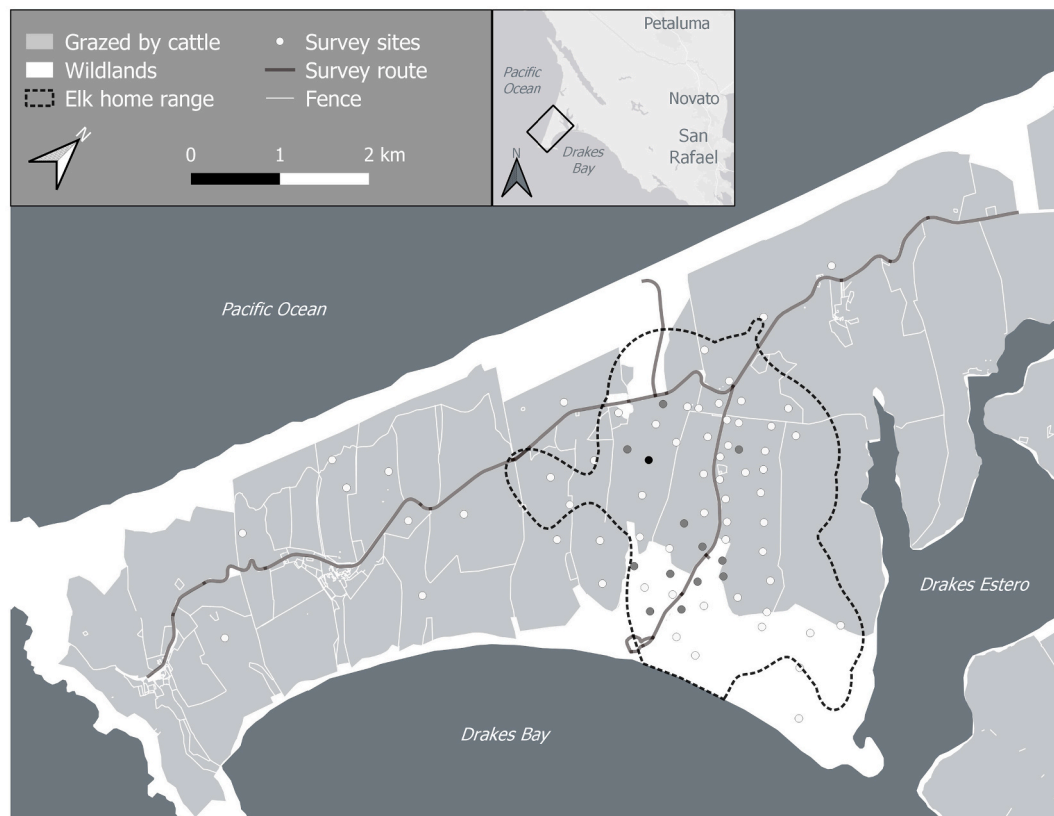 Grazed by cattle
Wildlands
Elk home range
Survey sites
Survey route
Fence
N
0 1 2 km
Petaluma
Pacific
Ocean
Novato
San
Rafael
Drakes
Bay
N
Pacific Ocean
Drakes Estero
Drakes Bay